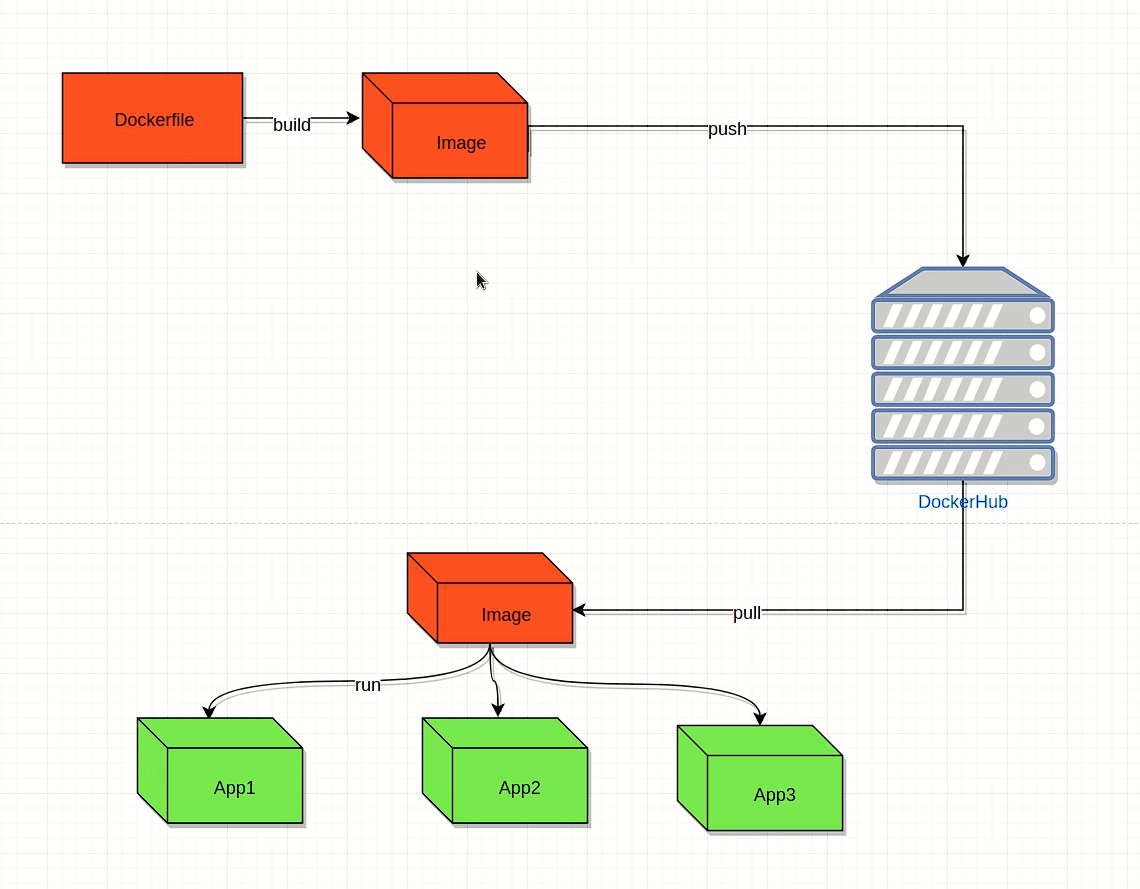 Dockerfile
build
Image
push
DockerHub
Image
pull
run
App1
App2
App3